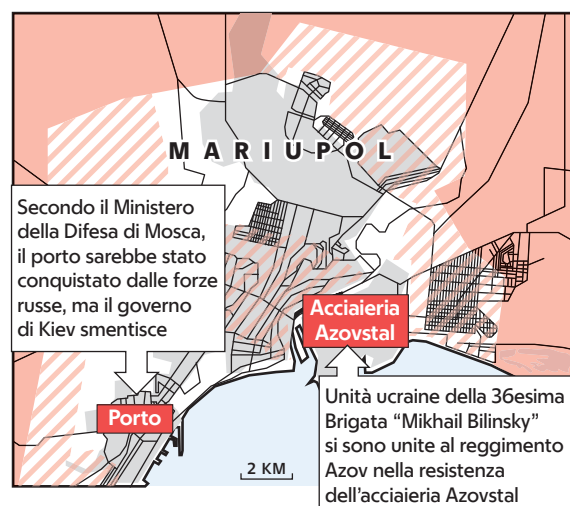 MARIUPOL
Secondo il Ministero
della Difesa di Mosca,
il porto sarebbe stato
conquistato dalle forze
russe, ma il governo
di Kiev smentisce
Acciaieria
Azovstal
Porto
2 KM
Unità ucraine della 36esima
Brigata “Mikhail Bilinsky”
si sono unite al reggimento
Azov nella resistenza
dell’acciaieria Azovstal